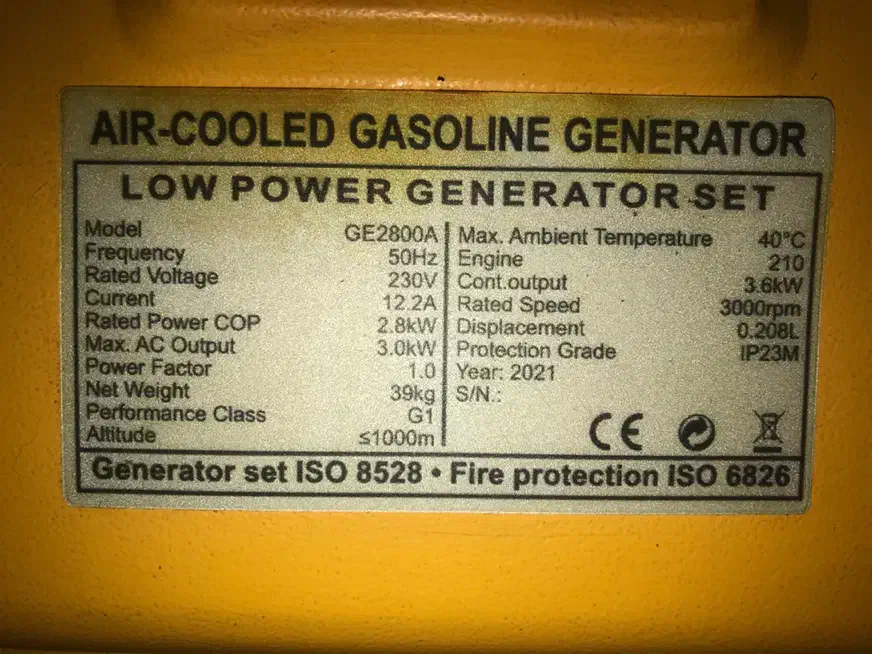 AIR-COOLED GASOLINE GENERATOR
LOW POWER GENERATOR SET
Model GE2800A
Frequency 50Hz
Rated Voltage 230V
Current 12.2A
Rated Power COP 2.8kW
Max. AC Output 3.0kW
Power Factor 1.0
Net Weight 39kg
Performance Class G1
Altitude ≤1000m
Max. Ambient Temperature 40°C
Engine 210
Cont.output 3.6kW
Rated Speed 3000rpm
Displacement 0.208L
Protection Grade IP23M
Year: 2021
S/N.:
CE
Generator set ISO 8528 • Fire protection ISO 6826